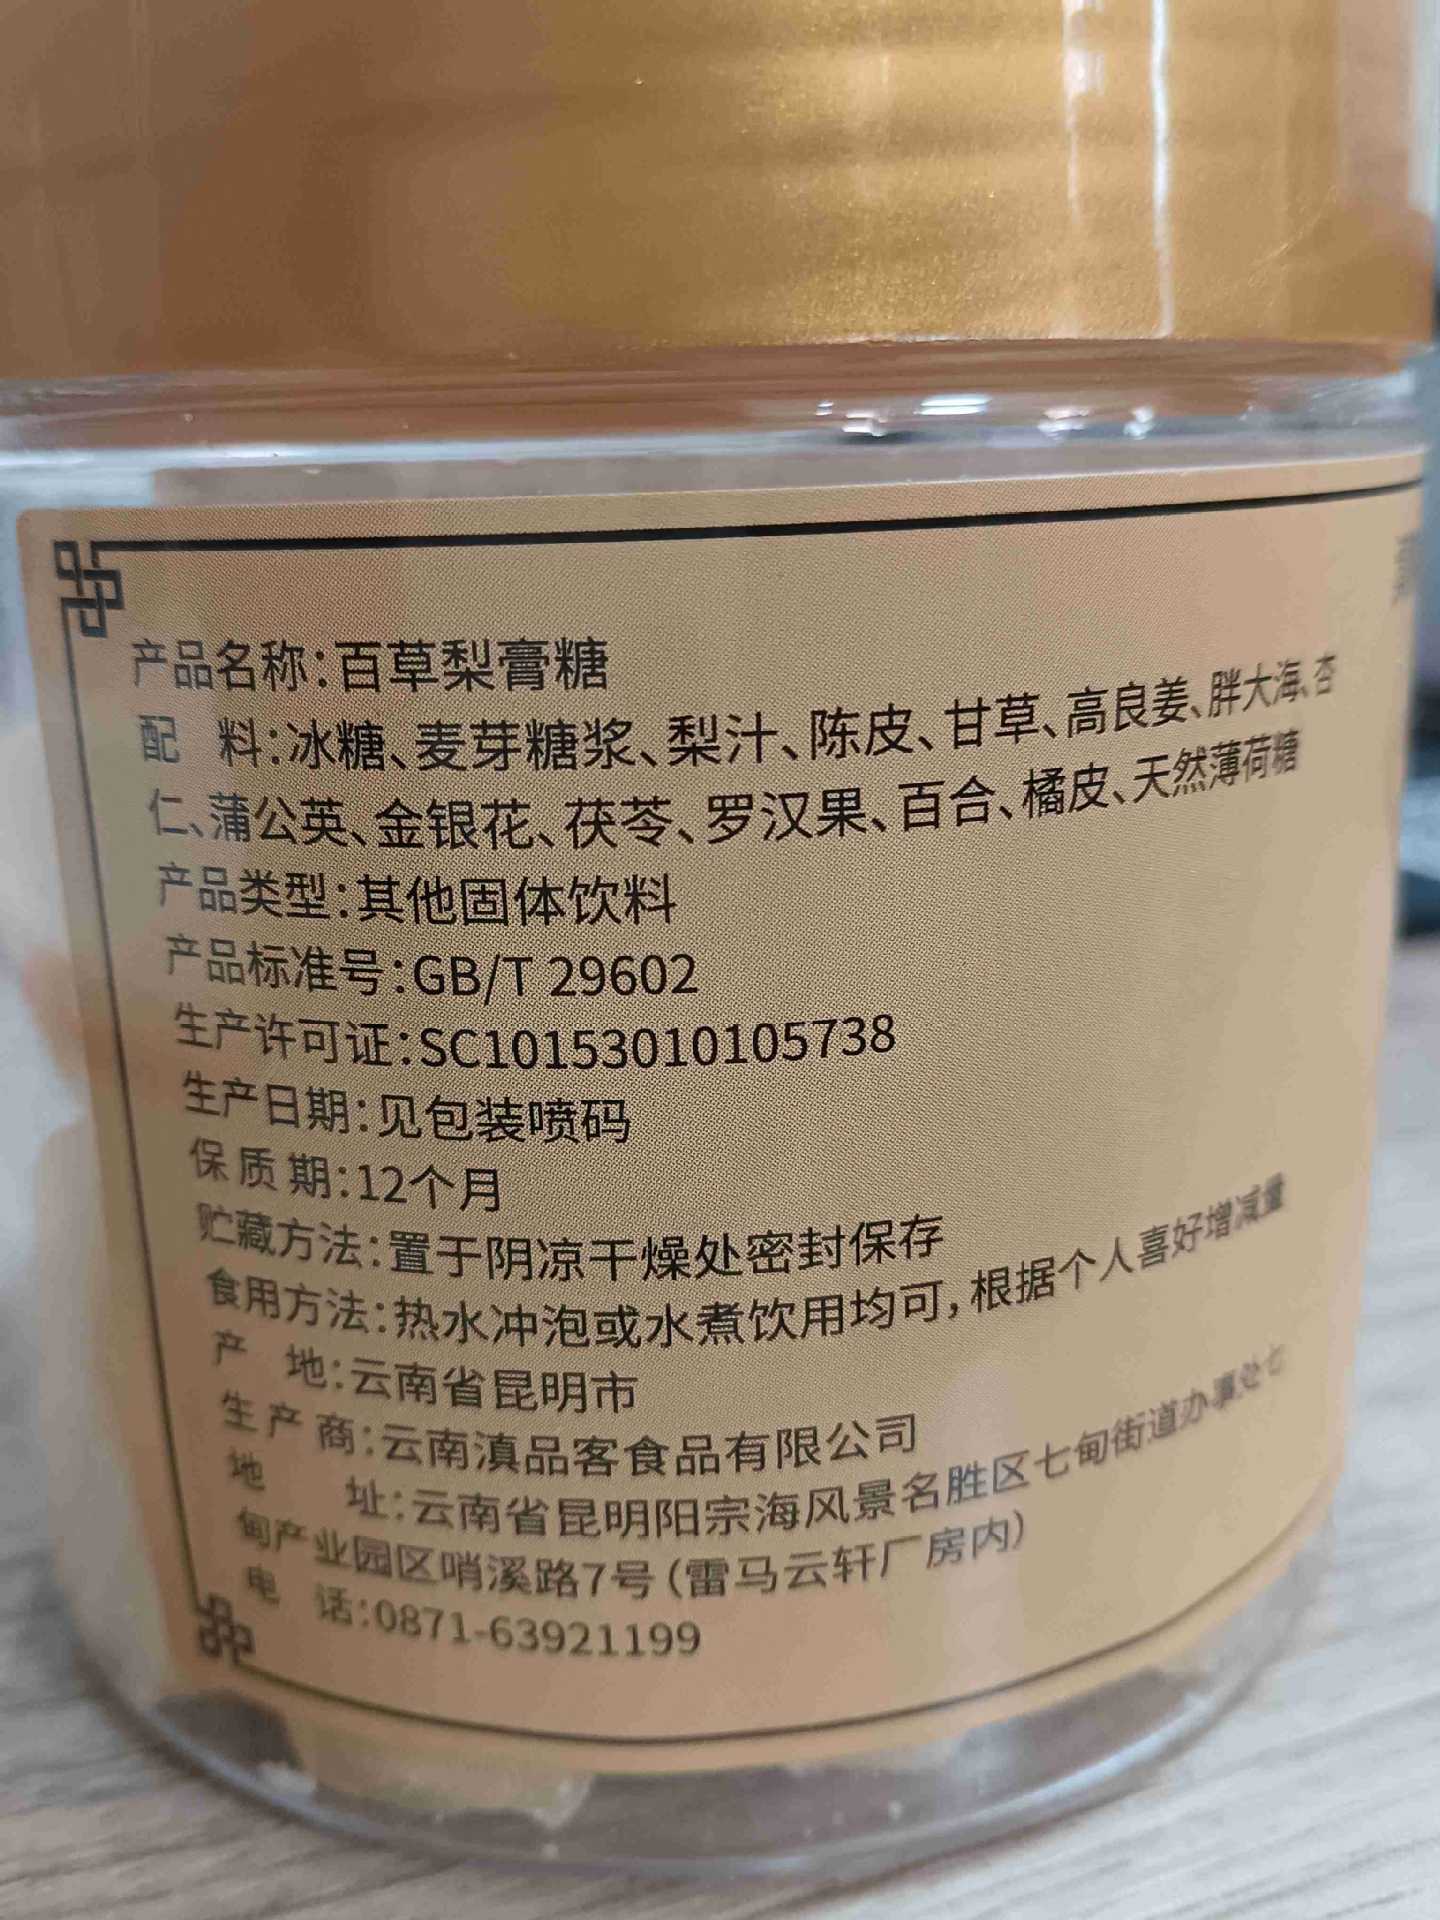 产品名称：百草梨膏糖
配 料：冰糖、麦芽糖浆、梨汁、陈皮、甘草、高良姜、胖大海、杏
仁、蒲公英、金银花、茯苓、罗汉果、百合、橘皮、天然薄荷糖
产品类型：其他固体饮料
产品标准号：GB/T 29602
生产许可证：SC10153010105738
生产日期：见包装喷码
保质期：12个月
贮藏方法：置于阴凉干燥处密封保存
食用方法：热水冲泡或水煮饮用均可，根据个人喜好增减量
产 地：云南省昆明市
生产商：云南滇品客食品有限公司
地 址：云南省昆明阳宗海风景名胜区七甸街道办事处七
甸产业园区哨溪路7号（雷马云轩厂房内）
电 话：0871-63921199